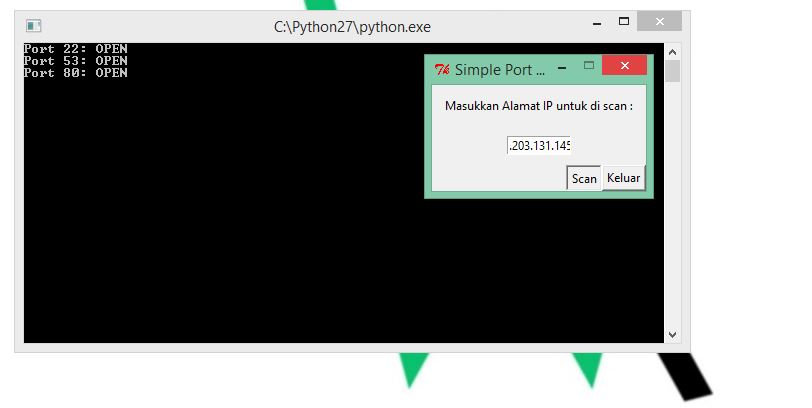 C:\Python27\python.exe
Port 22: OPEN
Port 53: OPEN
Port 80: OPEN
Simple Port ...
Masukkan Alamat IP untuk di scan :
.203.131.145
Scan
Keluar